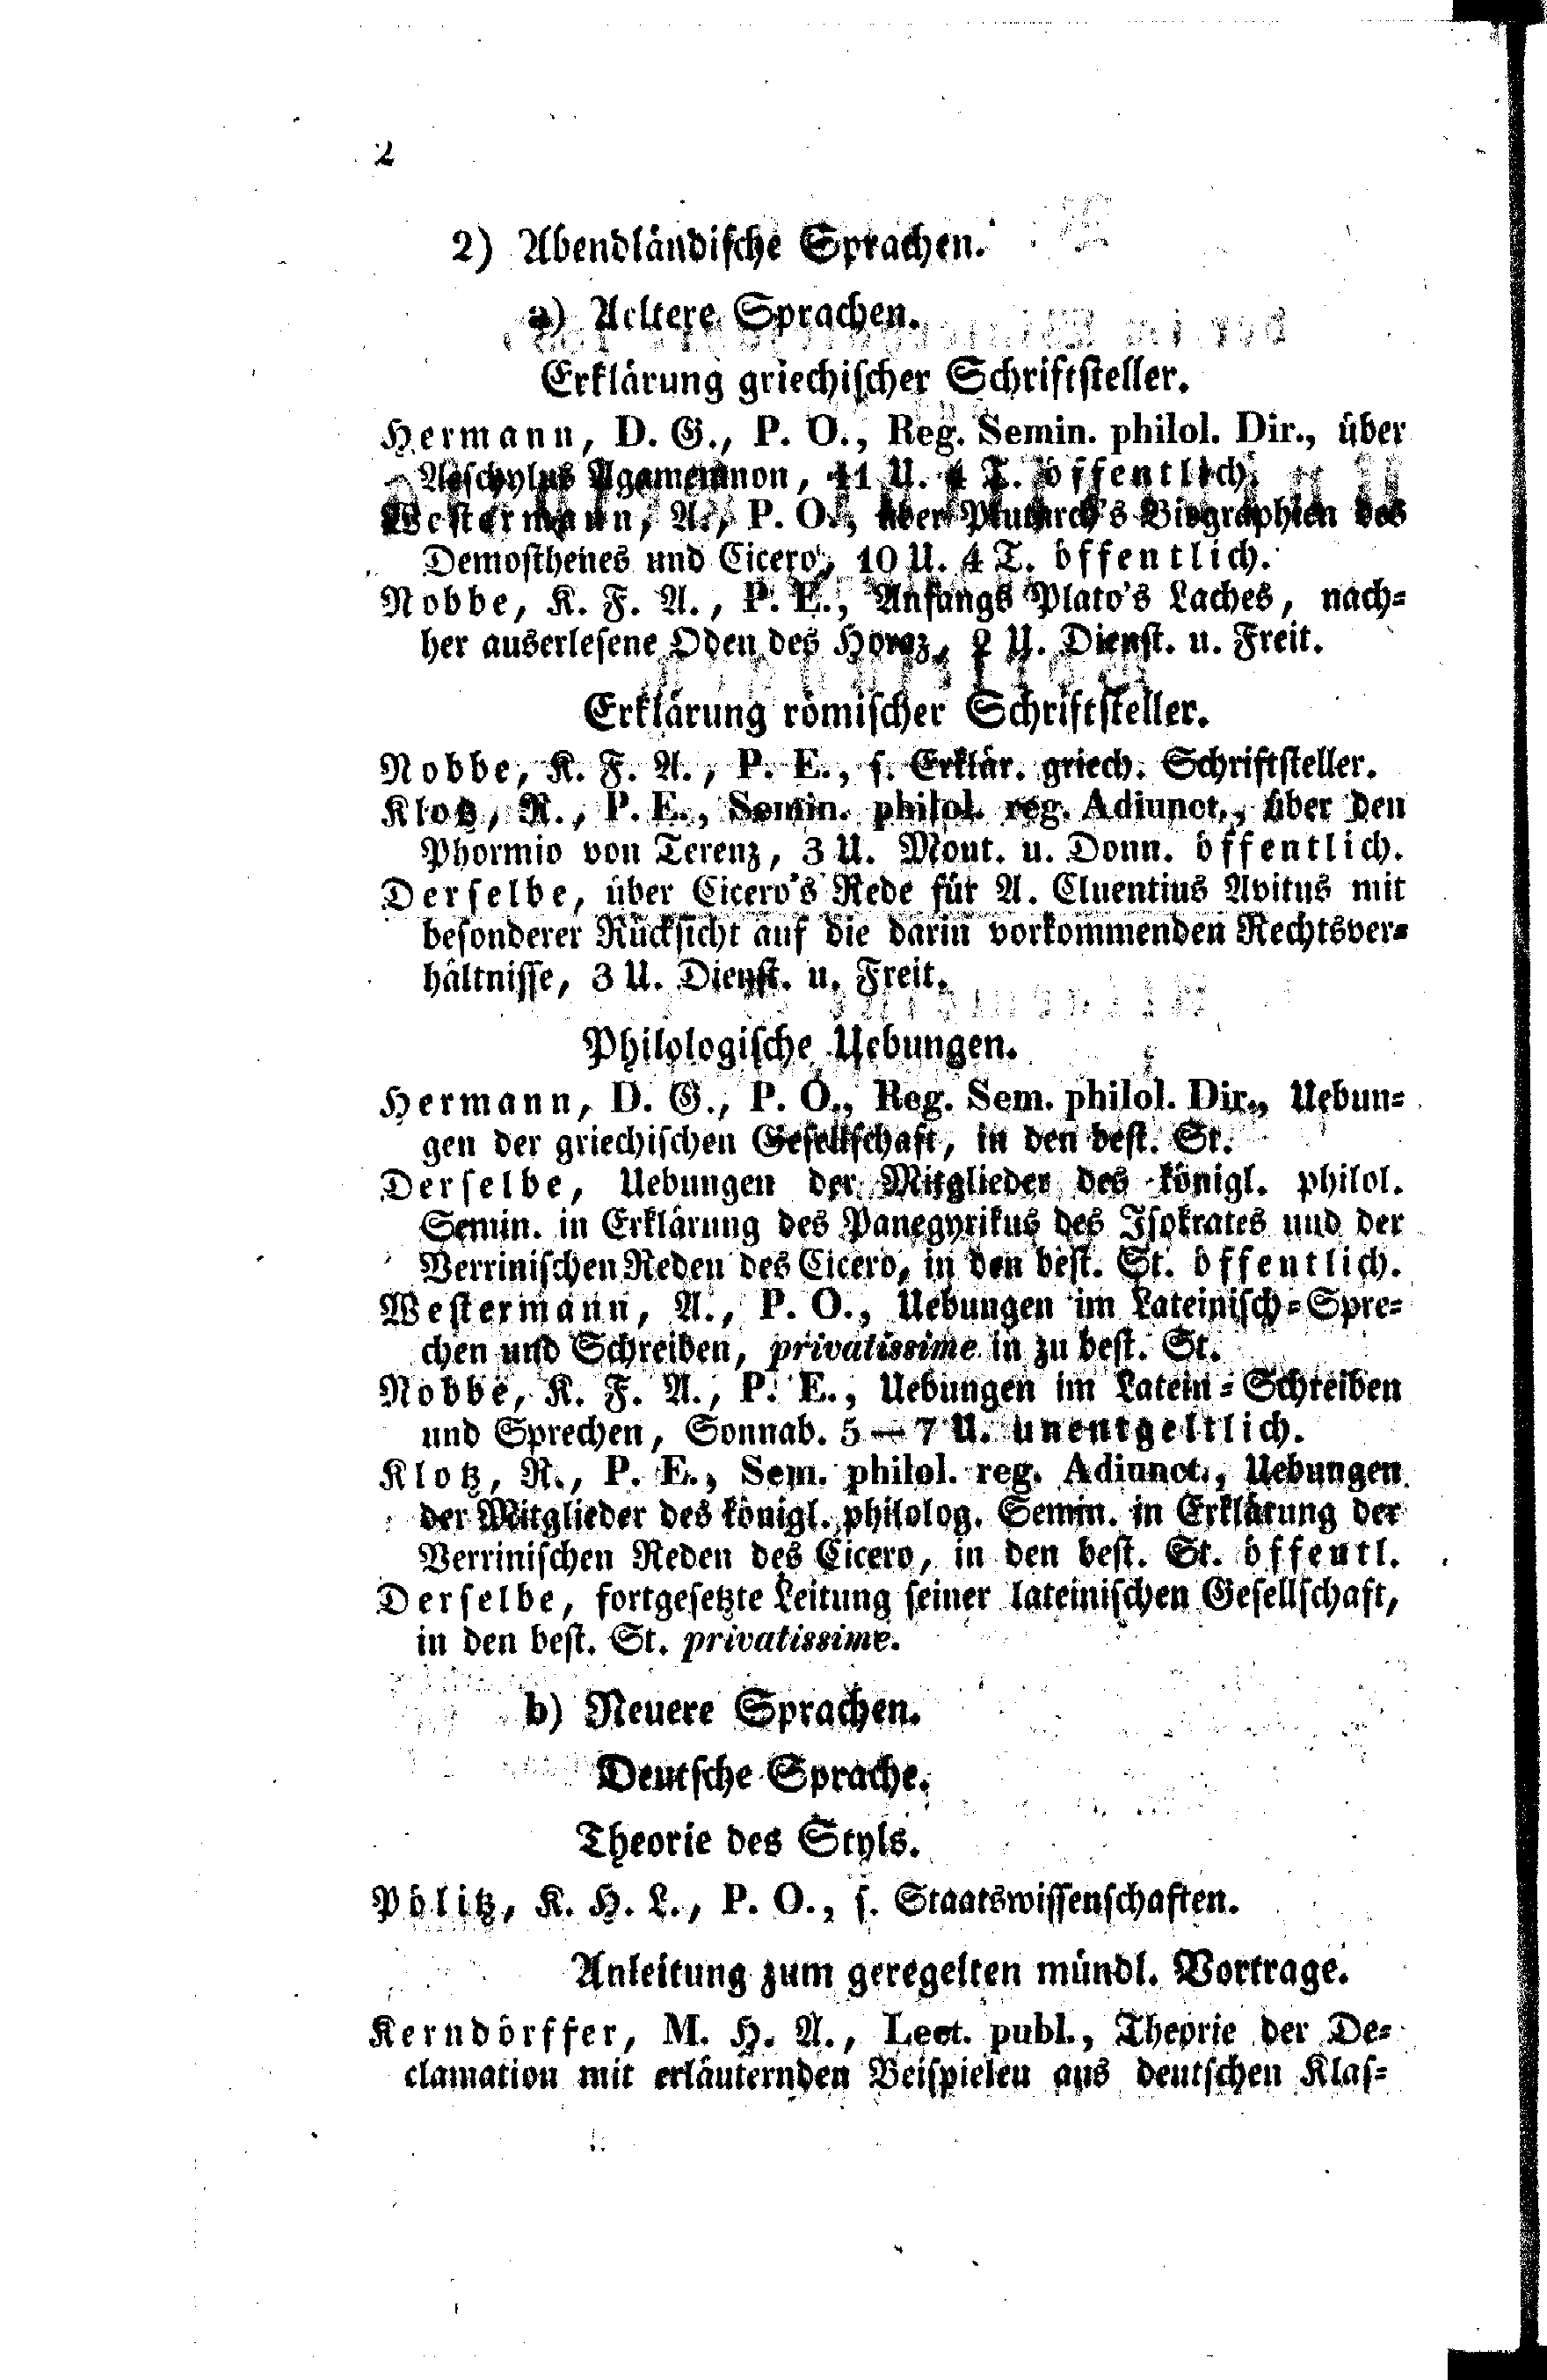 2
2) Abendländische Sprachen.
a) Aeltere Sprachen.
Erklärung griechischer Schriftsteller.
Hermann, D. G., P. O., Reg. Semin. philol. Dir., über
Aeschylus Agamemnon, 11 U. 4 T. öffentlich.
Westermann, A., P. O., über Plutarch's Biographien des
Demosthenes und Cicero, 10 U. 4 T. öffentlich.
Nobbe, K. F. A., P. E., Anfangs Plato's Laches, nach-
her auserlesene Oden des Horaz, 2 U. Dienst. u. Freit.
Erklärung römischer Schriftsteller.
Nobbe, K. F. A., P. E., s. Erklär. griech. Schriftsteller.
Klotz, R., P. E., Semin. philol. reg. Adiunct., über den
Phormio von Terenz, 3 U. Mont. u. Donn. öffentlich.
Derselbe, über Cicero's Rede für A. Cluentius Avitus mit
besonderer Rücksicht auf die darin vorkommenden Rechtsver-
hältnisse, 3 U. Dienst. u. Freit.
Philologische Uebungen.
Hermann, D. G., P. O., Reg. Sem. philol. Dir., Uebun-
gen der griechischen Gesellschaft, in den best. St.
Derselbe, Uebungen der Mitglieder des königl. philol.
Semin. in Erklärung des Panegyrikus des Isokrates und der
Verrinischen Reden des Cicero, in den best. St. öffentlich.
Westermann, A., P. O., Uebungen im Lateinisch-Spre-
chen und Schreiben, privatissime in zu best. St.
Nobbe, K. F. A., P. E., Uebungen im Latein-Schreiben
und Sprechen, Sonnab. 5—7 U. unentgeltlich.
Klotz, R., P. E., Sem. philol. reg. Adiunct., Uebungen
der Mitglieder des königl. philolog. Semin. in Erklärung der
Verrinischen Reden des Cicero, in den best. St. öffentl.
Derselbe, fortgesetzte Leitung seiner lateinischen Gesellschaft,
in den best. St. privatissime.
b) Neuere Sprachen.
Deutsche Sprache.
Theorie des Styls.
Pölitz, K. H. L., P. O., s. Staatswissenschaften.
Anleitung zum geregelten mündl. Vortrage.
Kerndörffer, M. H. A., Lect. publ., Theorie der De-
clamation mit erläuternden Beispielen aus deutschen Klas-